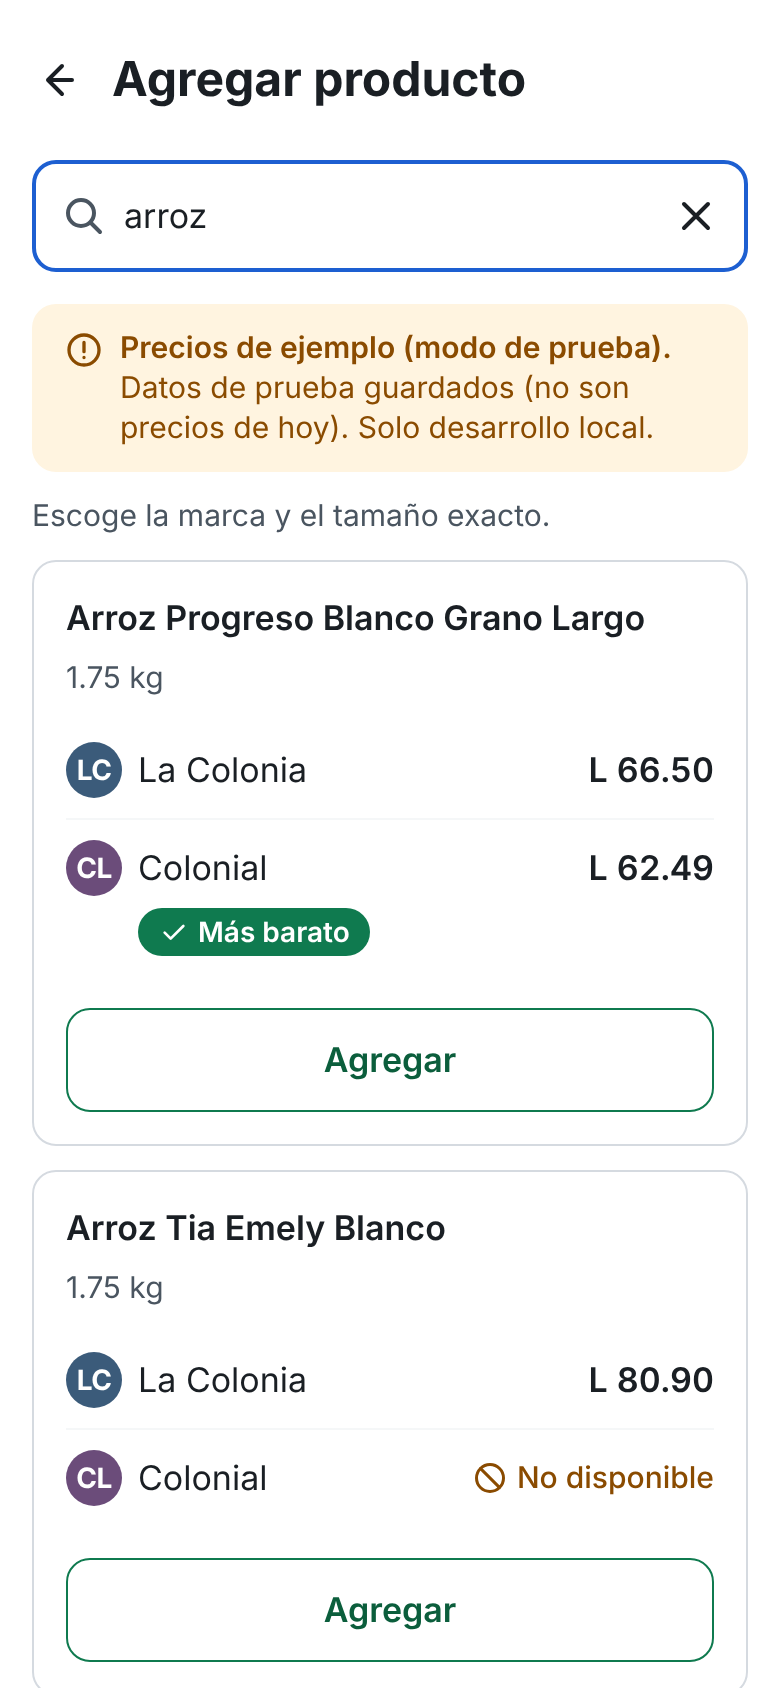 Agregar producto
arroz
Precios de ejemplo (modo de prueba).
Datos de prueba guardados (no son
precios de hoy). Solo desarrollo local.
Escoge la marca y el tamaño exacto.
Arroz Progreso Blanco Grano Largo
1.75 kg
LC La Colonia L 66.50
CL Colonial L 62.49
Más barato
Agregar
Arroz Tia Emely Blanco
1.75 kg
LC La Colonia L 80.90
CL Colonial No disponible
Agregar